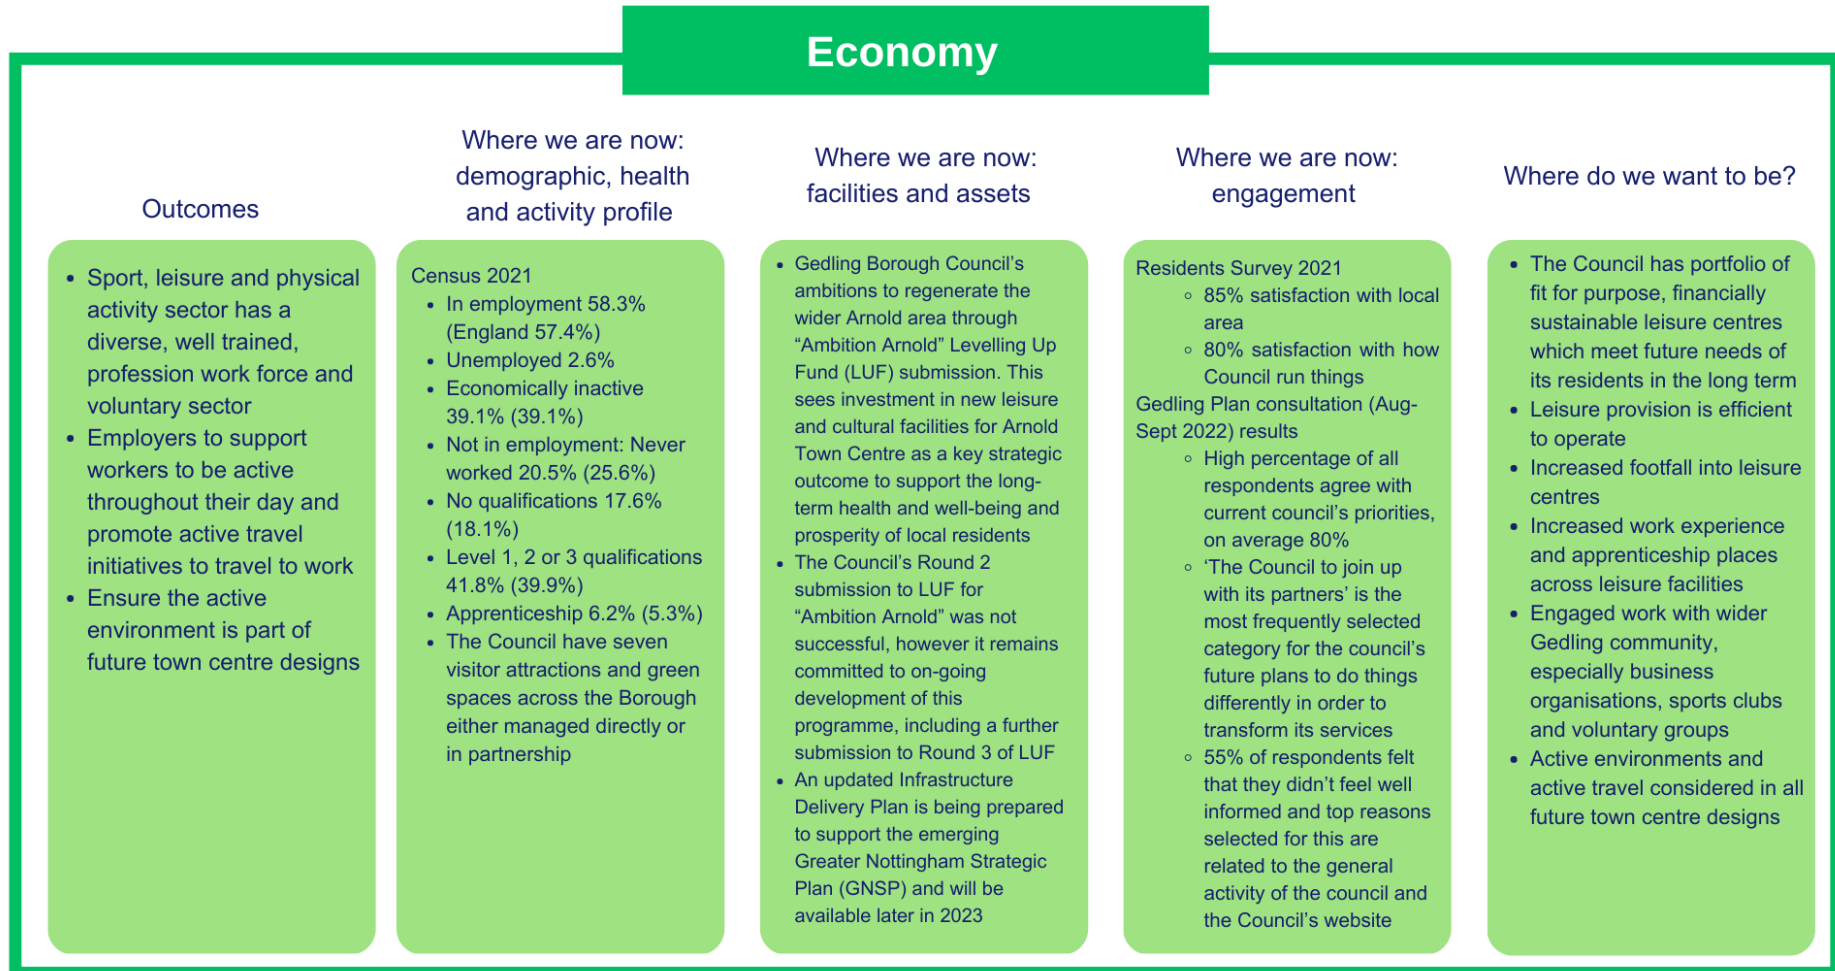 Economy
Outcomes
• Sport, leisure and physical
activity sector has a
diverse, well trained,
profession work force and
voluntary sector
• Employers to support
workers to be active
throughout their day and
promote active travel
initiatives to travel to work
• Ensure the active
environment is part of
future town centre designs
Where we are now:
demographic, health
and activity profile
Census 2021
• In employment 58.3%
(England 57.4%)
• Unemployed 2.6%
• Economically inactive
39.1% (39.1%)
• Not in employment: Never
worked 20.5% (25.6%)
• No qualifications 17.6%
(18.1%)
• Level 1, 2 or 3 qualifications
41.8% (39.9%)
• Apprenticeship 6.2% (5.3%)
• The Council have seven
visitor attractions and green
spaces across the Borough
either managed directly or
in partnership
Where we are now:
facilities and assets
• Gedling Borough Council’s
ambitions to regenerate the
wider Arnold area through
“Ambition Arnold” Levelling Up
Fund (LUF) submission. This
sees investment in new leisure
and cultural facilities for Arnold
Town Centre as a key strategic
outcome to support the long-
term health and well-being and
prosperity of local residents
• The Council’s Round 2
submission to LUF for
“Ambition Arnold” was not
successful, however it remains
committed to on-going
development of this
programme, including a further
submission to Round 3 of LUF
• An updated Infrastructure
Delivery Plan is being prepared
to support the emerging
Greater Nottingham Strategic
Plan (GNSP) and will be
available later in 2023
Where we are now:
engagement
Residents Survey 2021
◦ 85% satisfaction with local
area
◦ 80% satisfaction with how
Council run things
Gedling Plan consultation (Aug-
Sept 2022) results
◦ High percentage of all
respondents agree with
current council’s priorities,
on average 80%
◦ ‘The Council to join up
with its partners’ is the
most frequently selected
category for the council’s
future plans to do things
differently in order to
transform its services
◦ 55% of respondents felt
that they didn’t feel well
informed and top reasons
selected for this are
related to the general
activity of the council and
the Council’s website
Where do we want to be?
• The Council has portfolio of
fit for purpose, financially
sustainable leisure centres
which meet future needs of
its residents in the long term
• Leisure provision is efficient
to operate
• Increased footfall into leisure
centres
• Increased work experience
and apprenticeship places
across leisure facilities
• Engaged work with wider
Gedling community,
especially business
organisations, sports clubs
and voluntary groups
• Active environments and
active travel considered in all
future town centre designs